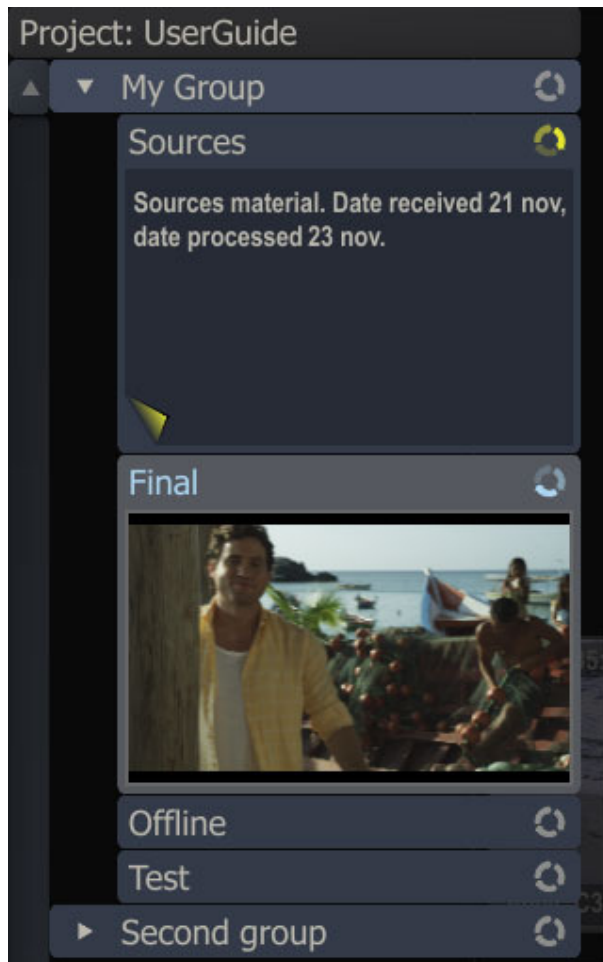 Project: UserGuide
My Group
Sources
Sources material. Date received 21 nov,
date processed 23 nov.
Final
Offline
Test
Second group